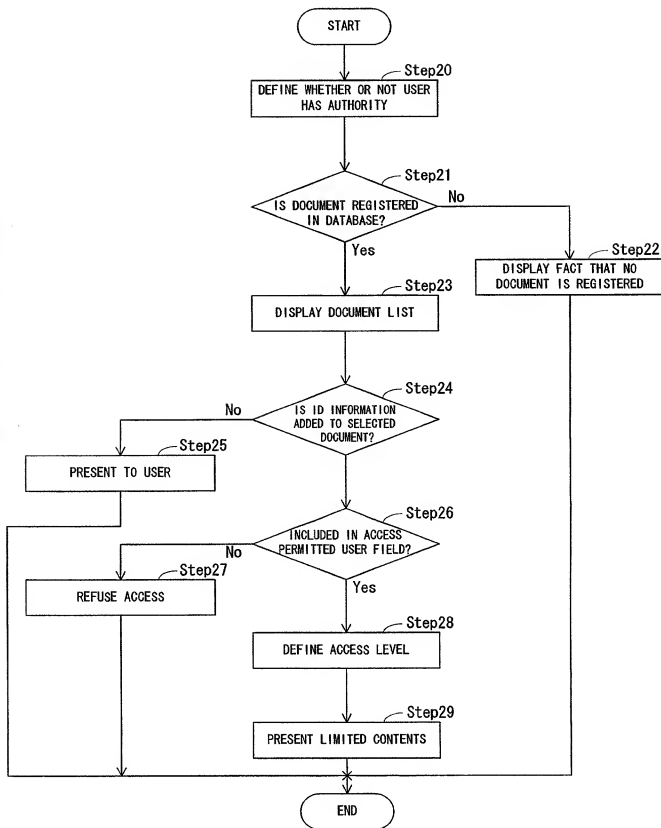 START
Step20
DEFINE WHETHER OR NOT USER
HAS AUTHORITY
Step21
IS DOCUMENT REGISTERED
IN DATABASE?
No
Yes
Step22
DISPLAY FACT THAT NO
DOCUMENT IS REGISTERED
Step23
DISPLAY DOCUMENT LIST
Step24
IS ID INFORMATION
ADDED TO SELECTED
DOCUMENT?
No
Step25
PRESENT TO USER
Step26
INCLUDED IN ACCESS
PERMITTED USER FIELD?
No
Yes
Step27
REFUSE ACCESS
Step28
DEFINE ACCESS LEVEL
Step29
PRESENT LIMITED CONTENTS
END